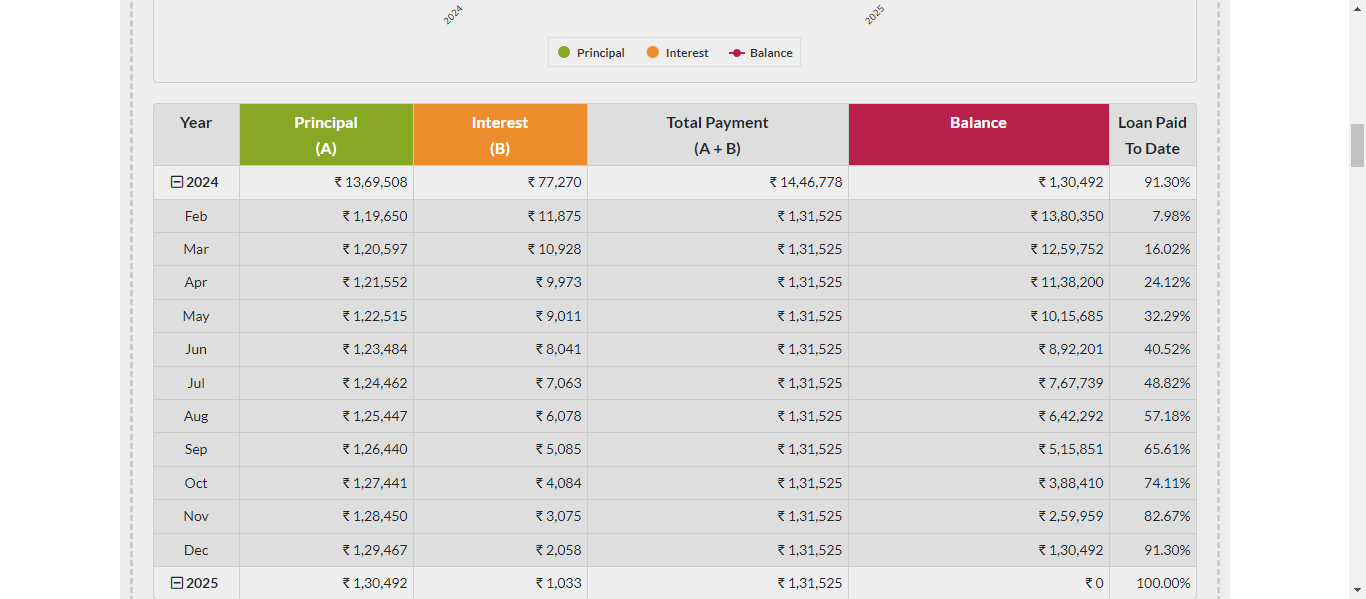 2024 2025
Principal Interest Balance
Year Principal (A) Interest (B) Total Payment (A + B) Balance Loan Paid To Date
2024 ₹ 13,69,508 ₹ 77,270 ₹ 14,46,778 ₹ 1,30,492 91.30%
Feb ₹ 1,19,650 ₹ 11,875 ₹ 1,31,525 ₹ 13,80,350 7.98%
Mar ₹ 1,20,597 ₹ 10,928 ₹ 1,31,525 ₹ 12,59,752 16.02%
Apr ₹ 1,21,552 ₹ 9,973 ₹ 1,31,525 ₹ 11,38,200 24.12%
May ₹ 1,22,515 ₹ 9,011 ₹ 1,31,525 ₹ 10,15,685 32.29%
Jun ₹ 1,23,484 ₹ 8,041 ₹ 1,31,525 ₹ 8,92,201 40.52%
Jul ₹ 1,24,462 ₹ 7,063 ₹ 1,31,525 ₹ 7,67,739 48.82%
Aug ₹ 1,25,447 ₹ 6,078 ₹ 1,31,525 ₹ 6,42,292 57.18%
Sep ₹ 1,26,440 ₹ 5,085 ₹ 1,31,525 ₹ 5,15,851 65.61%
Oct ₹ 1,27,441 ₹ 4,084 ₹ 1,31,525 ₹ 3,88,410 74.11%
Nov ₹ 1,28,450 ₹ 3,075 ₹ 1,31,525 ₹ 2,59,959 82.67%
Dec ₹ 1,29,467 ₹ 2,058 ₹ 1,31,525 ₹ 1,30,492 91.30%
2025 ₹ 1,30,492 ₹ 1,033 ₹ 1,31,525 ₹ 0 100.00%